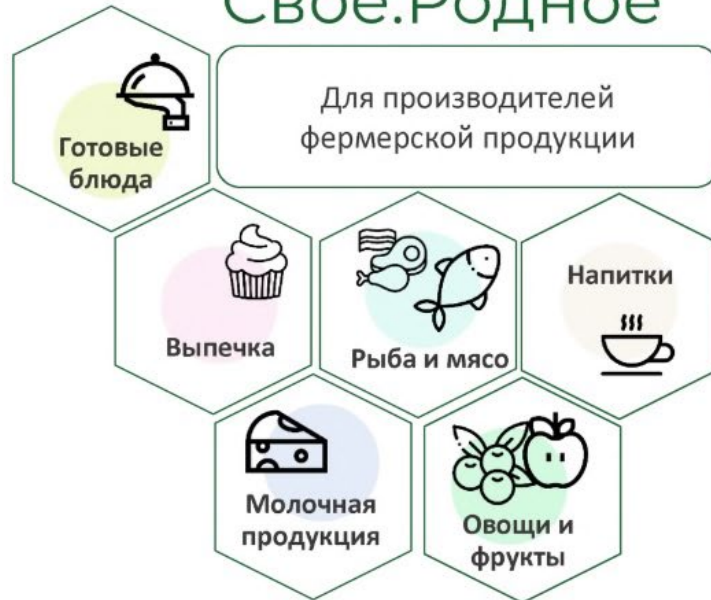 Свое.Родное
Для производителей
фермерской продукции
Готовые
блюда
Выпечка
Рыба и мясо
Напитки
Молочная
продукция
Овощи и
фрукты